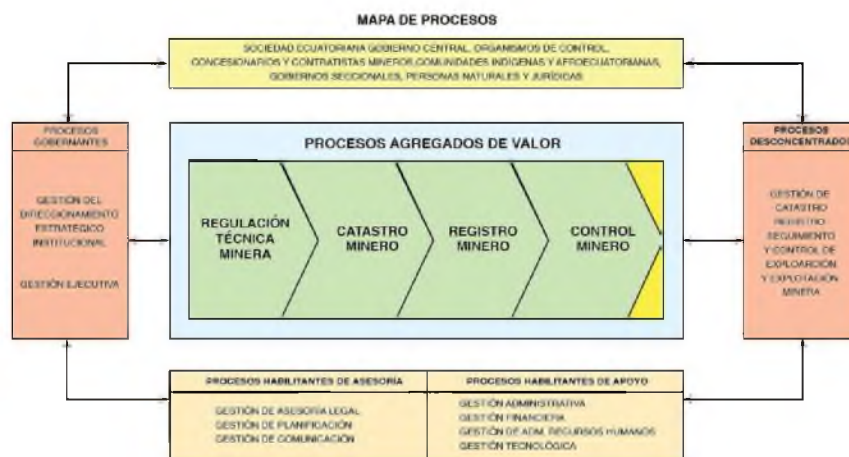 MAPA DE PROCESOS
SOCIEDAD ECUATORIANA GOBIERNO CENTRAL, ORGANISMOS DE CONTROL,
CONCESIONARIOS Y CONTRATISTAS MINEROS,COMUNIDADES INDÍGENAS Y AFROECUATORIANAS,
GOBIERNOS SECCIONALES, PERSONAS NATURALES Y JURÍDICAS
PROCESOS
GOBERNANTES
GESTIÓN DEL
DIRECCIONAMIENTO
ESTRATÉGICO
INSTITUCIONAL
GESTIÓN EJECUTIVA
PROCESOS AGREGADOS DE VALOR
REGULACIÓN
TÉCNICA
MINERA
CATASTRO
MINERO
REGISTRO
MINERO
CONTROL
MINERO
PROCESOS
DESCONCENTRADOS
GESTIÓN DE
CATASTRO
REGISTRO
SEGUIMIENTO
Y CONTROL DE
EXPLOARCIÓN
Y EXPLOTACIÓN
MINERA
PROCESOS HABILITANTES DE ASESORÍA
GESTIÓN DE ASESORÍA LEGAL
GESTIÓN DE PLANIFICACIÓN
GESTIÓN DE COMUNICACIÓN
PROCESOS HABILITANTES DE APOYO
GESTIÓN ADMINISTRATIVA
GESTIÓN FINANCIERA
GESTIÓN DE ADM. RECURSOS HUMANOS
GESTIÓN TECNOLÓGICA